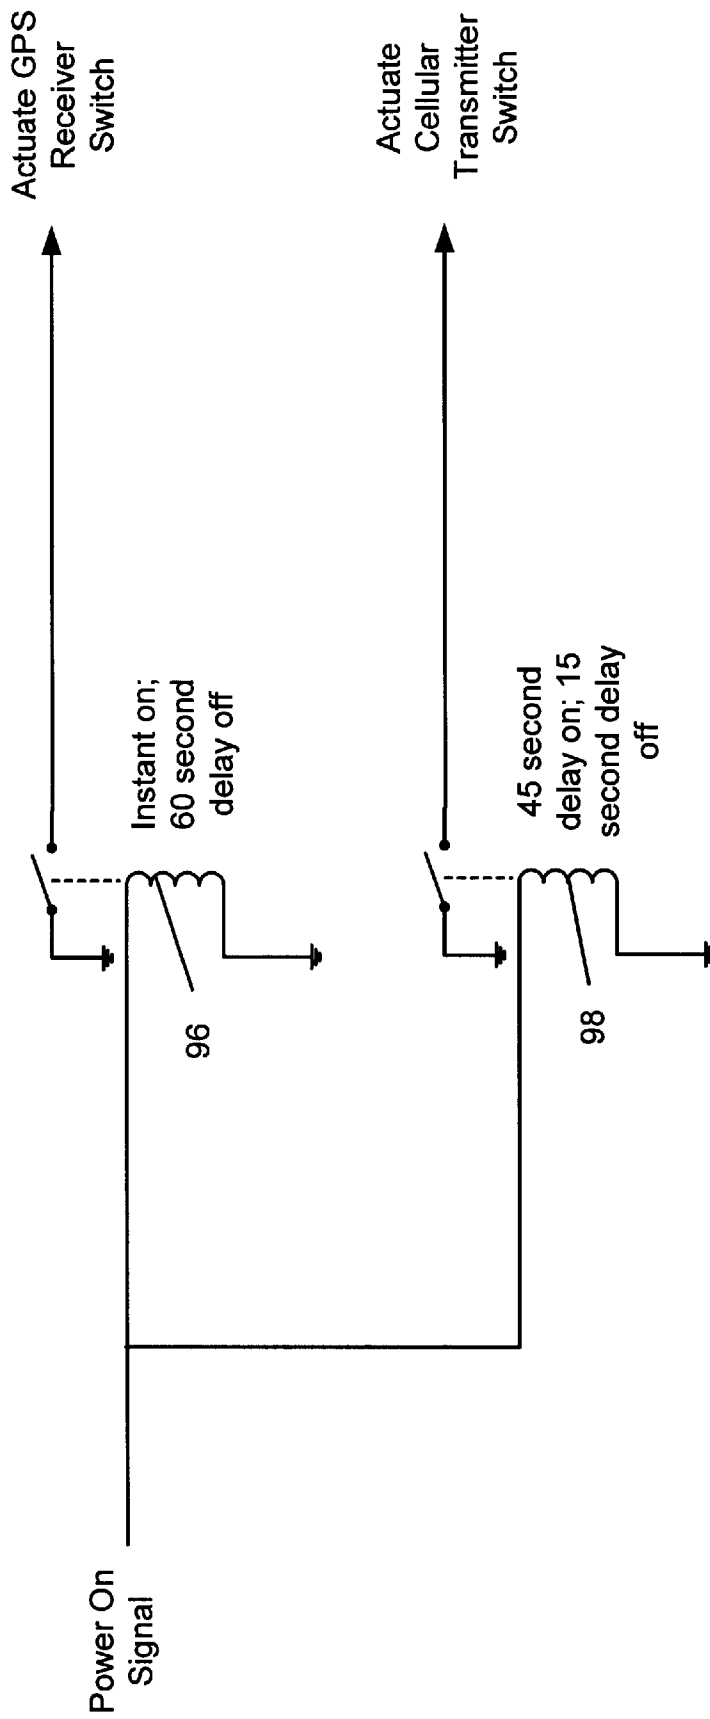 Power On
Signal
96
Instant on;
60 second
delay off
Actuate GPS
Receiver
Switch
98
45 second
delay on; 15
second delay
off
Actuate
Cellular
Transmitter
Switch